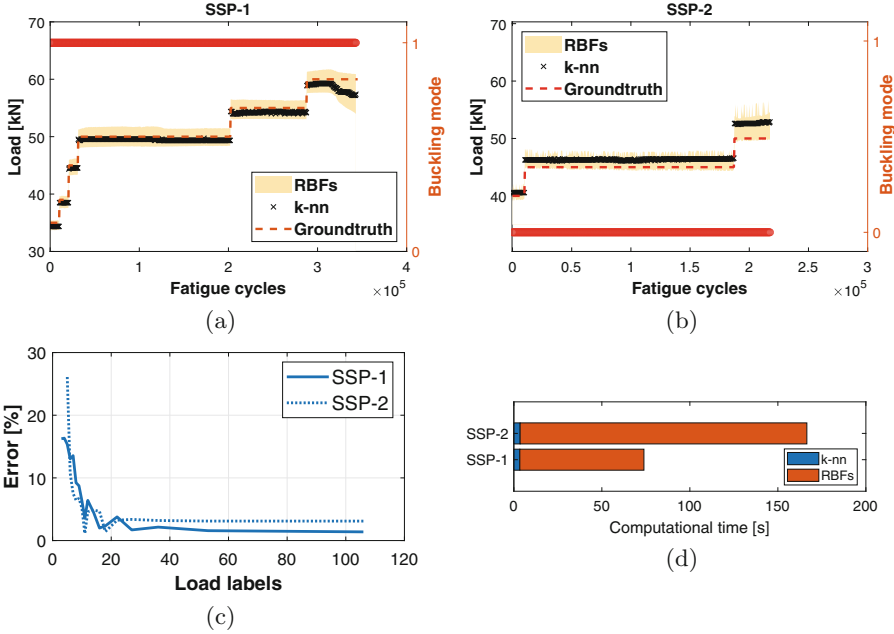 SSP-1
70
60
50
40
30
Load [kN]
1
0
Buckling mode
RBFs
k-nn
Groundtruth
0 1 2 3 4
Fatigue cycles
×10^5
(a)
SSP-2
70
60
50
40
Load [kN]
1
0
Buckling mode
RBFs
k-nn
Groundtruth
0 0.5 1 1.5 2 2.5 3
Fatigue cycles
×10^5
(b)
30
20
10
0
Error [%]
SSP-1
SSP-2
0 20 40 60 80 100 120
Load labels
(c)
SSP-2
SSP-1
k-nn
RBFs
0 50 100 150 200
Computational time [s]
(d)